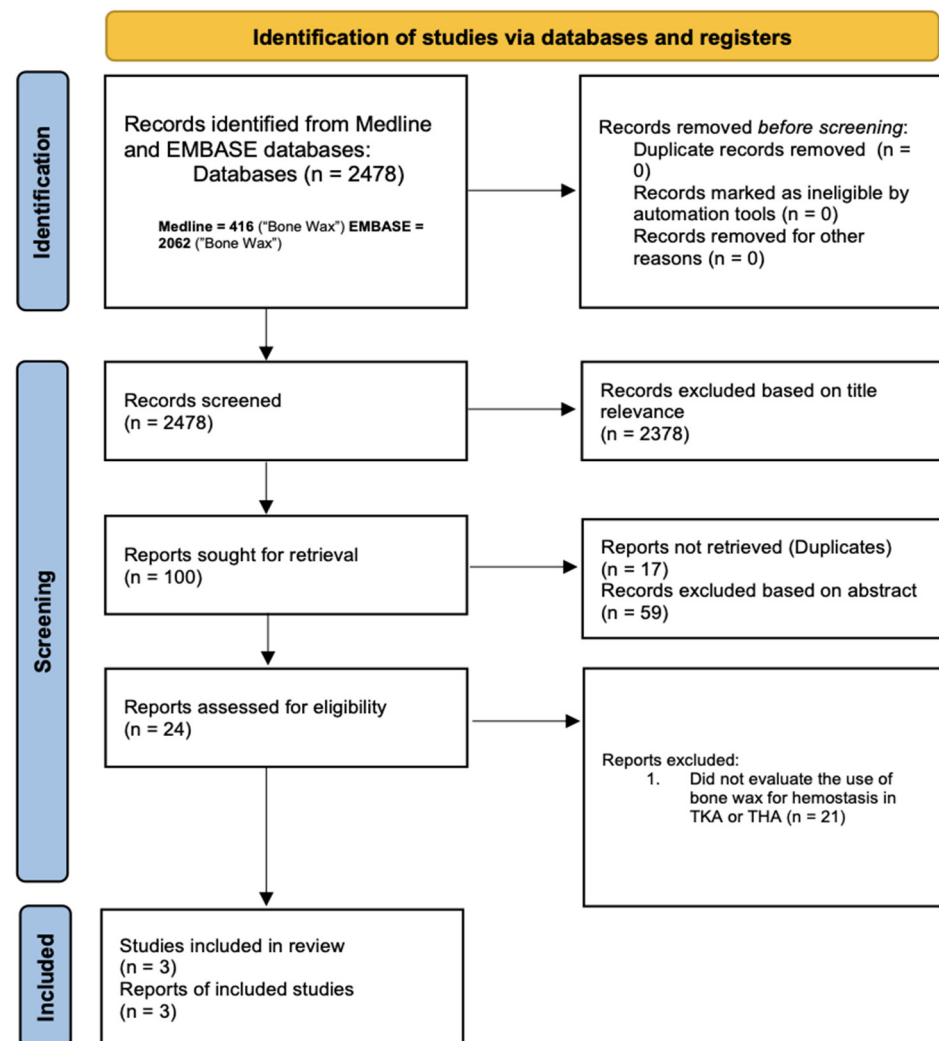 Identification of studies via databases and registers
Identification
Records identified from Medline
and EMBASE databases:
Databases (n = 2478)
Medline = 416 (“Bone Wax”) EMBASE =
2062 ("Bone Wax")
Records removed before screening:
Duplicate records removed (n =
0)
Records marked as ineligible by
automation tools (n = 0)
Records removed for other
reasons (n = 0)
Screening
Records screened
(n = 2478)
Records excluded based on title
relevance
(n = 2378)
Reports sought for retrieval
(n = 100)
Reports not retrieved (Duplicates)
(n = 17)
Records excluded based on abstract
(n = 59)
Reports assessed for eligibility
(n = 24)
Reports excluded:
1. Did not evaluate the use of
bone wax for hemostasis in
TKA or THA (n = 21)
Included
Studies included in review
(n = 3)
Reports of included studies
(n = 3)